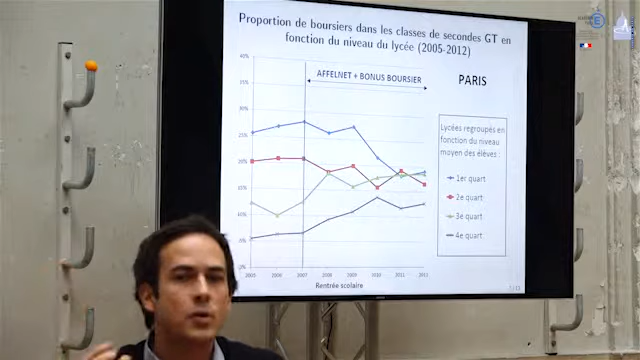 Proportion de boursiers dans les classes de secondes GT en
fonction du niveau du lycée (2005-2012)
AFFELNET + BONUS BOURSIER
PARIS
Lycées regroupés en
fonction du niveau
moyen des élèves :
1er quart
2e quart
3e quart
4e quart
40%
35%
30%
25%
20%
15%
10%
5%
0%
2005 2006 2007 2008 2009 2010 2011 2012
Rentrée scolaire